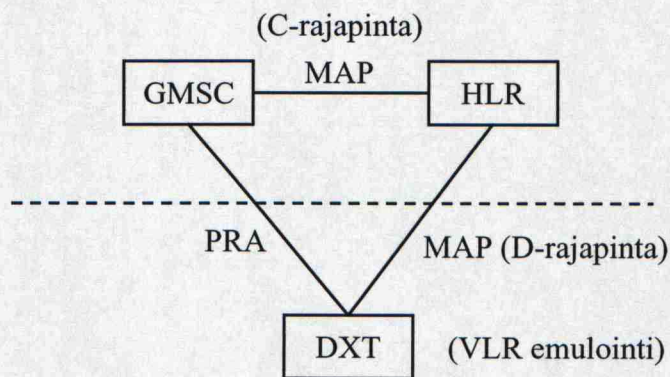 (C-rajapinta)
MAP
GMSC
HLR
PRA
MAP (D-rajapinta)
DXT
(VLR emulointi)